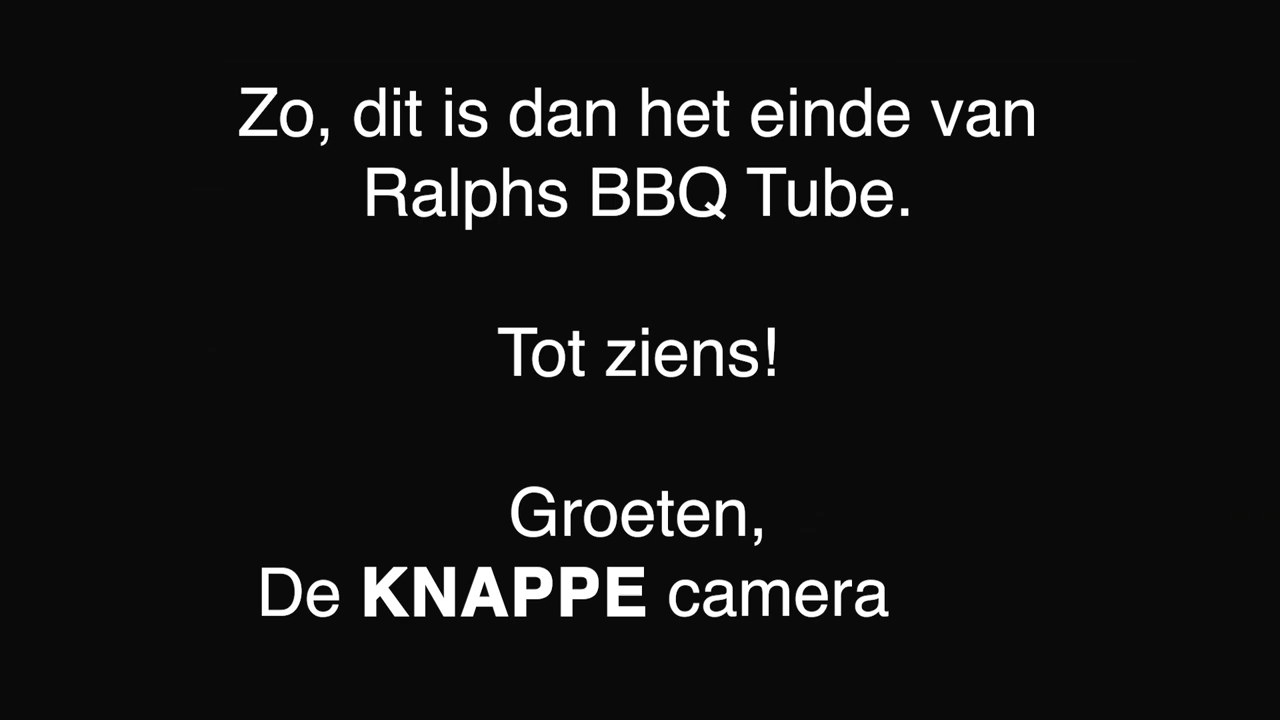 Zo, dit is dan het einde van
Ralphs BBQ Tube.
Tot ziens!
Groeten,
De KNAPPE camera